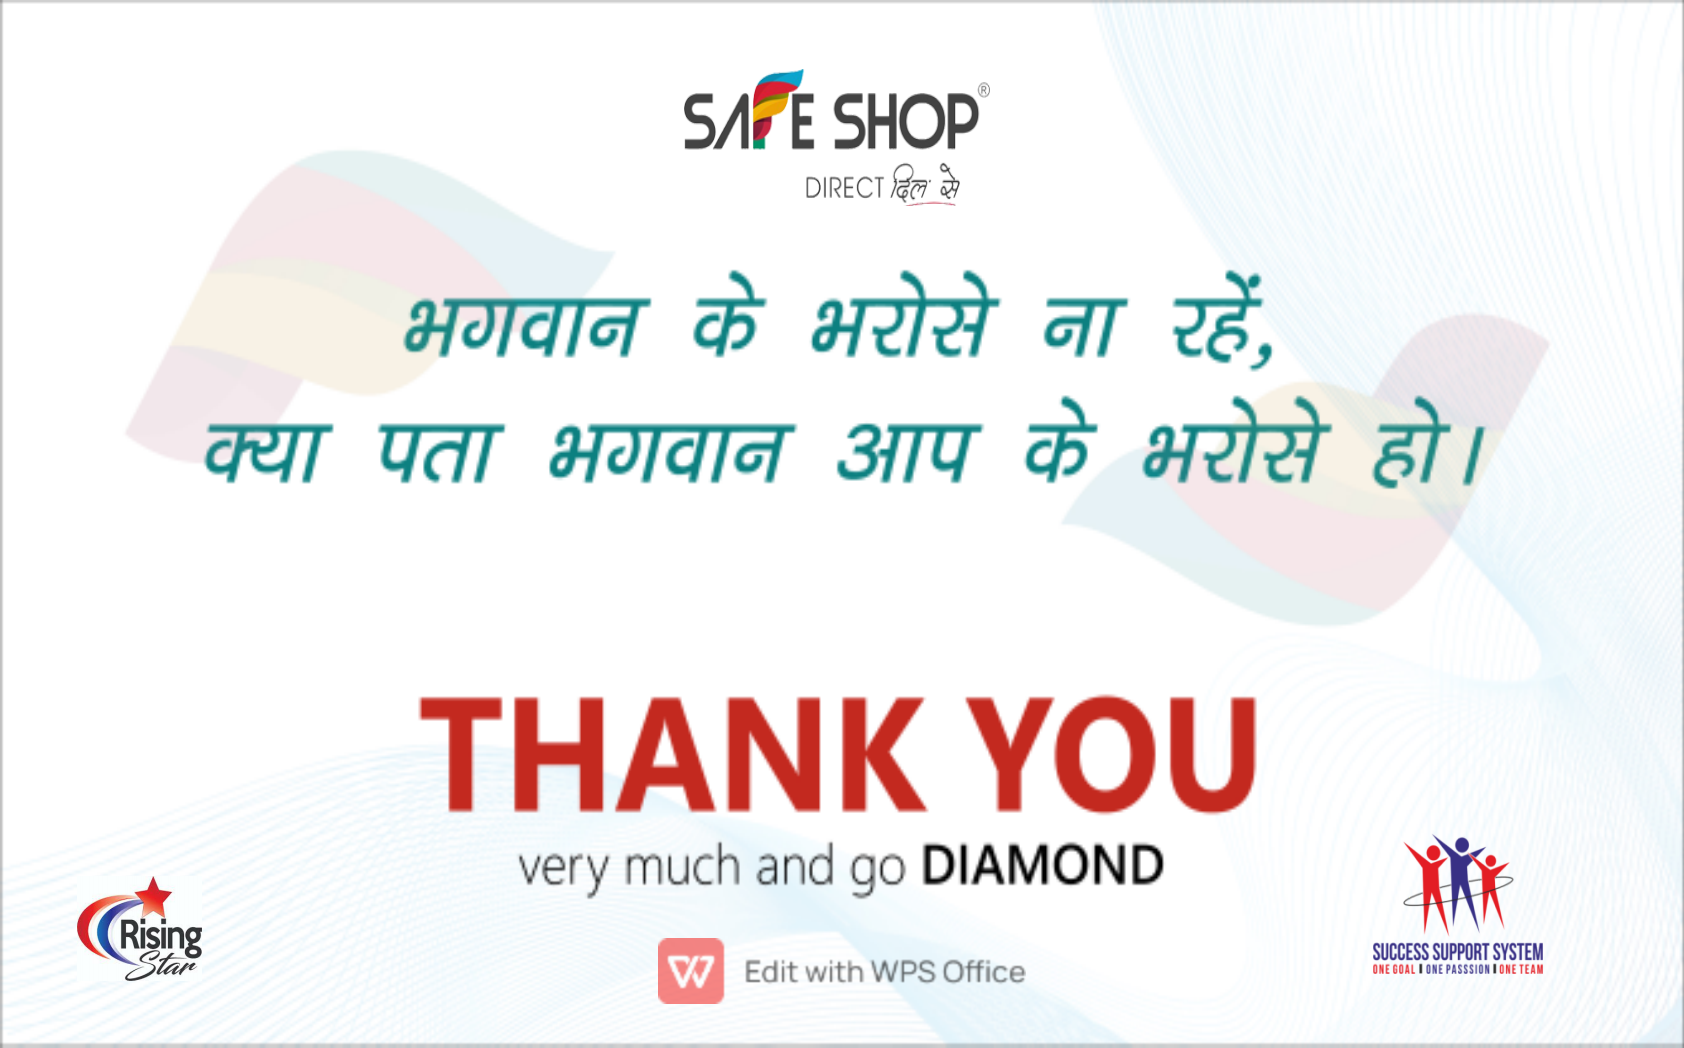 SAFE SHOP®
DIRECT दिल से
भगवान के भरोसे ना रहें,
क्या पता भगवान आप के भरोसे हो।
THANK YOU
very much and go DIAMOND
Rising
Star
SUCCESS SUPPORT SYSTEM
ONE GOAL I ONE PASSSION I ONE TEAM
Edit with WPS Office